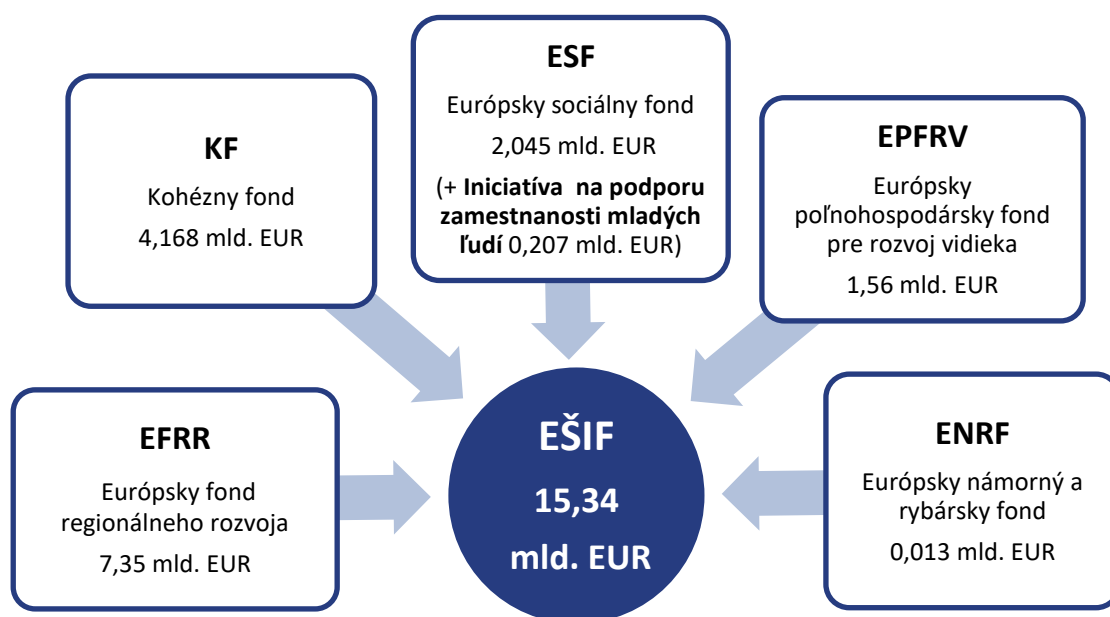 KF
Kohézny fond
4,168 mld. EUR
ESF
Európsky sociálny fond
2,045 mld. EUR
(+ Iniciatíva na podporu
zamestnanosti mladých
ľudí 0,207 mld. EUR)
EPFRV
Európsky
poľnohospodársky fond
pre rozvoj vidieka
1,56 mld. EUR
EFRR
Európsky fond
regionálneho rozvoja
7,35 mld. EUR
EŠIF
15,34
mld. EUR
ENRF
Európsky námorný a
rybársky fond
0,013 mld. EUR